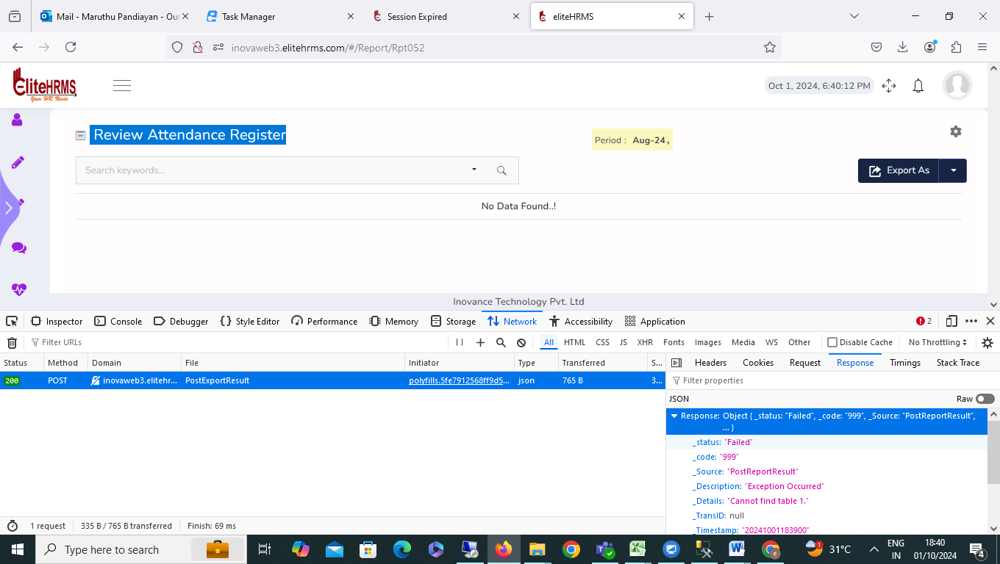 Mail - Maruthu Pandiayan - Out
Task Manager
Session Expired
eliteHRMS
inovaweb3.elitehrms.com/#/Report/Rpt052
EliteHRMS
Your HR Needs
Oct 1, 2024, 6:40:12 PM
Review Attendance Register
Period : Aug-24 ,
Search keywords...
Export As
No Data Found..!
Inovance Technology Pvt. Ltd
Inspector Console Debugger Style Editor Performance Memory Storage Network Accessibility Application 2
Filter URLs
All HTML CSS JS XHR Fonts Images Media WS Other Disable Cache No Throttling
Status Method Domain File Initiator Type Transferred S...
Headers Cookies Request Response Timings Stack Trace
200 POST inovaweb3.elitehr... PostExportResult polyfills.5fe7912568ff9d5... json 765 B 3...
Filter properties
JSON Raw
Response: Object { _status: "Failed", _code: "999", _Source: "PostReportResult",
... }
_status: "Failed"
_code: "999"
_Source: "PostReportResult"
_Description: "Exception Occurred"
_Details: "Cannot find table 1."
_TransID: null
_Timestamp: "20241001183900"
1 request 335 B / 765 B transferred Finish: 69 ms
Type here to search
31°C
ENG
IN
18:40
01/10/2024
4